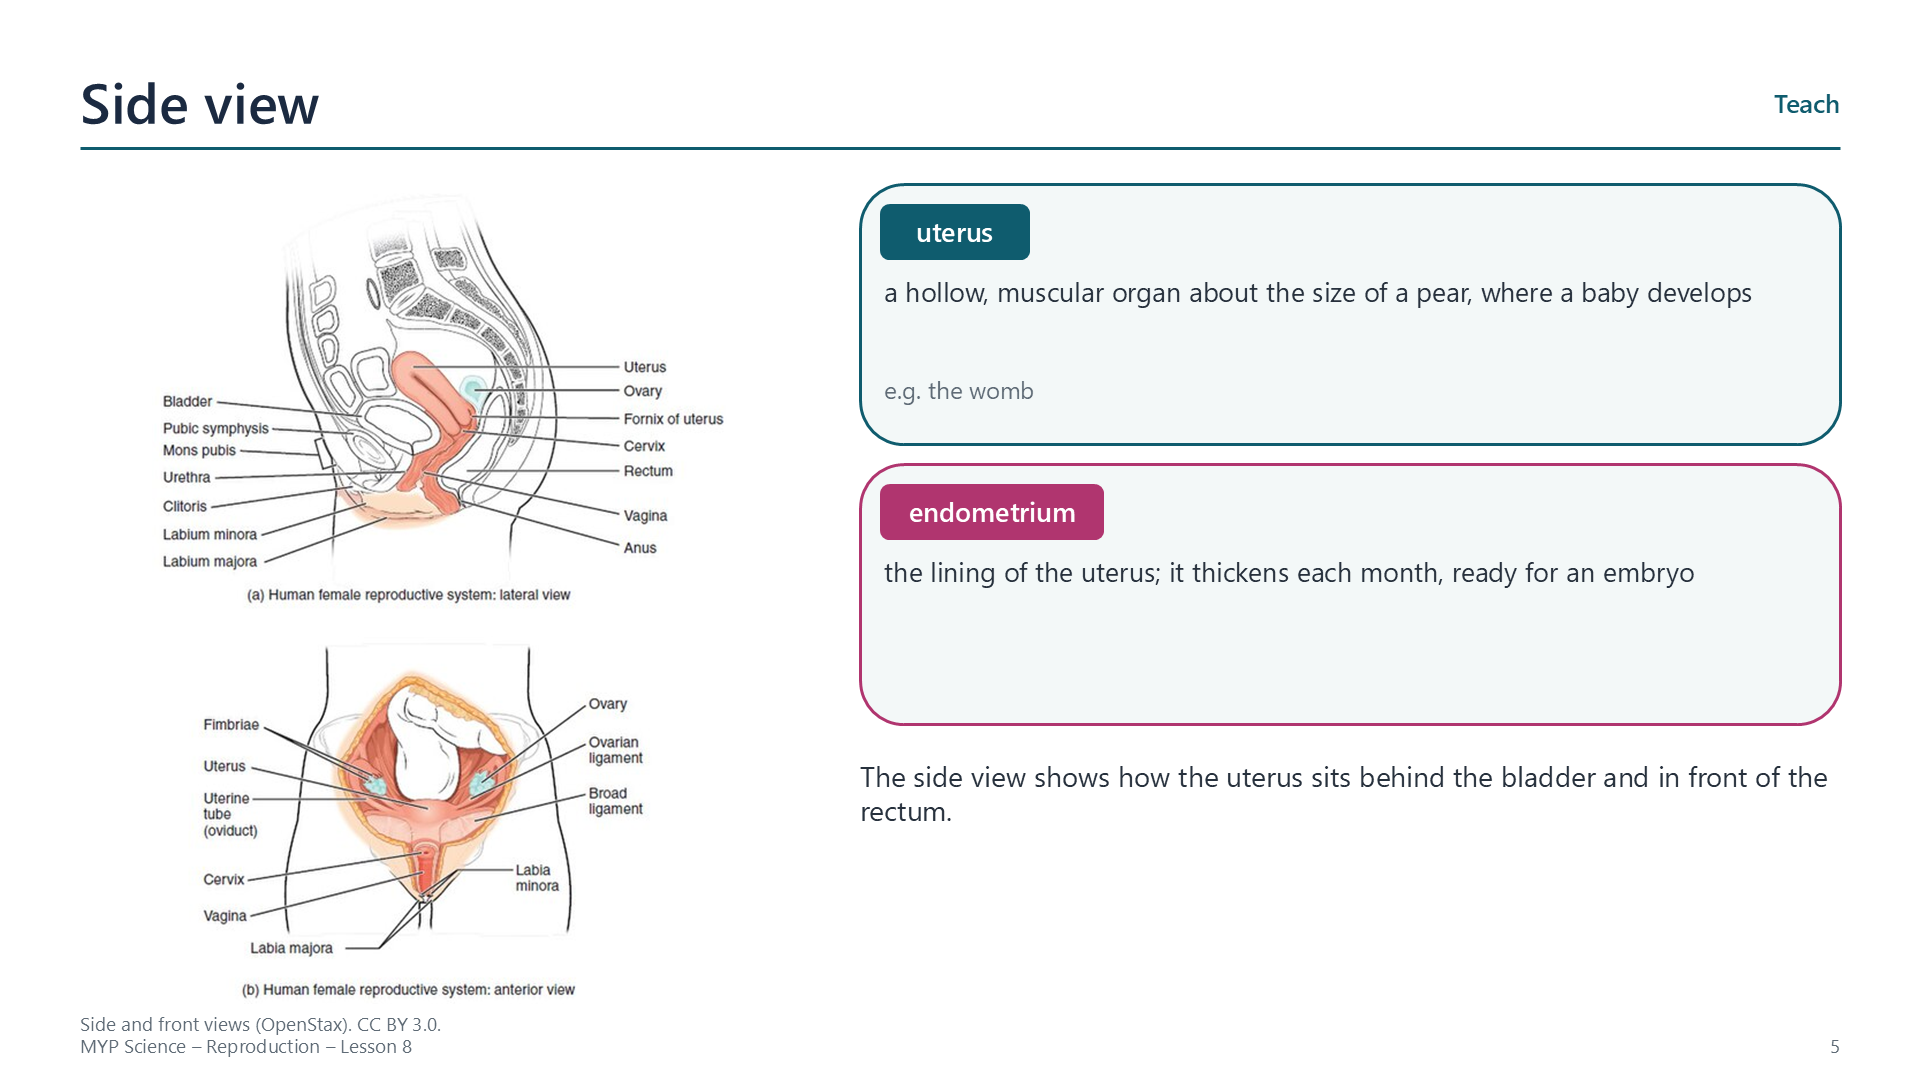 Side view
Teach
Uterus
Ovary
Fornix of uterus
Cervix
Rectum
Vagina
Anus
Bladder
Pubic symphysis
Mons pubis
Urethra
Clitoris
Labium minora
Labium majora
(a) Human female reproductive system: lateral view
Fimbriae
Uterus
Uterine
tube
(oviduct)
Cervix
Vagina
Labia majora
Ovary
Ovarian
ligament
Broad
ligament
Labia
minora
(b) Human female reproductive system: anterior view
uterus
a hollow, muscular organ about the size of a pear, where a baby develops
e.g. the womb
endometrium
the lining of the uterus; it thickens each month, ready for an embryo
The side view shows how the uterus sits behind the bladder and in front of the
rectum.
Side and front views (OpenStax). CC BY 3.0.
MYP Science – Reproduction – Lesson 8
5